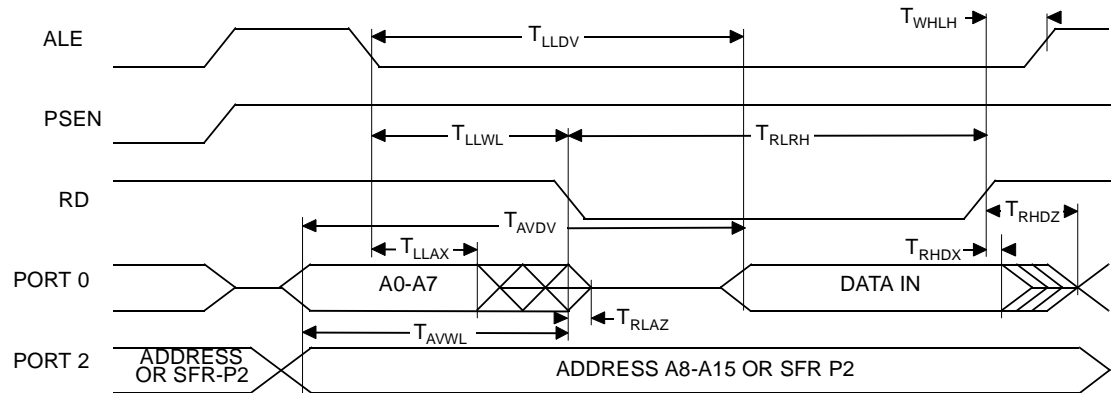 T_WHLH
ALE
T_LLDV
PSEN
T_LLWL
T_RLRH
RD
T_RHDZ
T_AVDV
T_LLAX
T_RHDX
PORT 0
A0-A7
DATA IN
T_RLAZ
T_AVWL
PORT 2
ADDRESS
OR SFR-P2
ADDRESS A8-A15 OR SFR P2